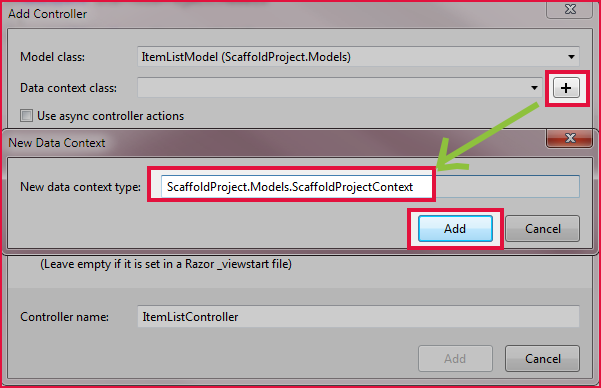 Add Controller
Model class: ItemListModel (ScaffoldProject.Models)
Data context class:
+
Use async controller actions
New Data Context
New data context type: ScaffoldProject.Models.ScaffoldProjectContext
Add Cancel
(Leave empty if it is set in a Razor _viewstart file)
Controller name: ItemListController
Add Cancel